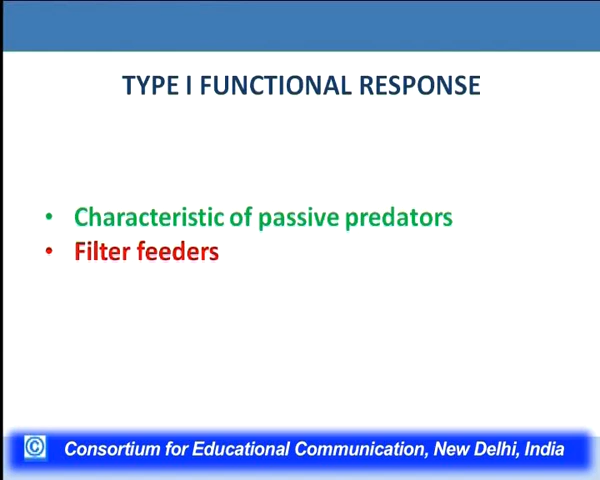 TYPE I FUNCTIONAL RESPONSE
• Characteristic of passive predators
• Filter feeders
© Consortium for Educational Communication, New Delhi, India